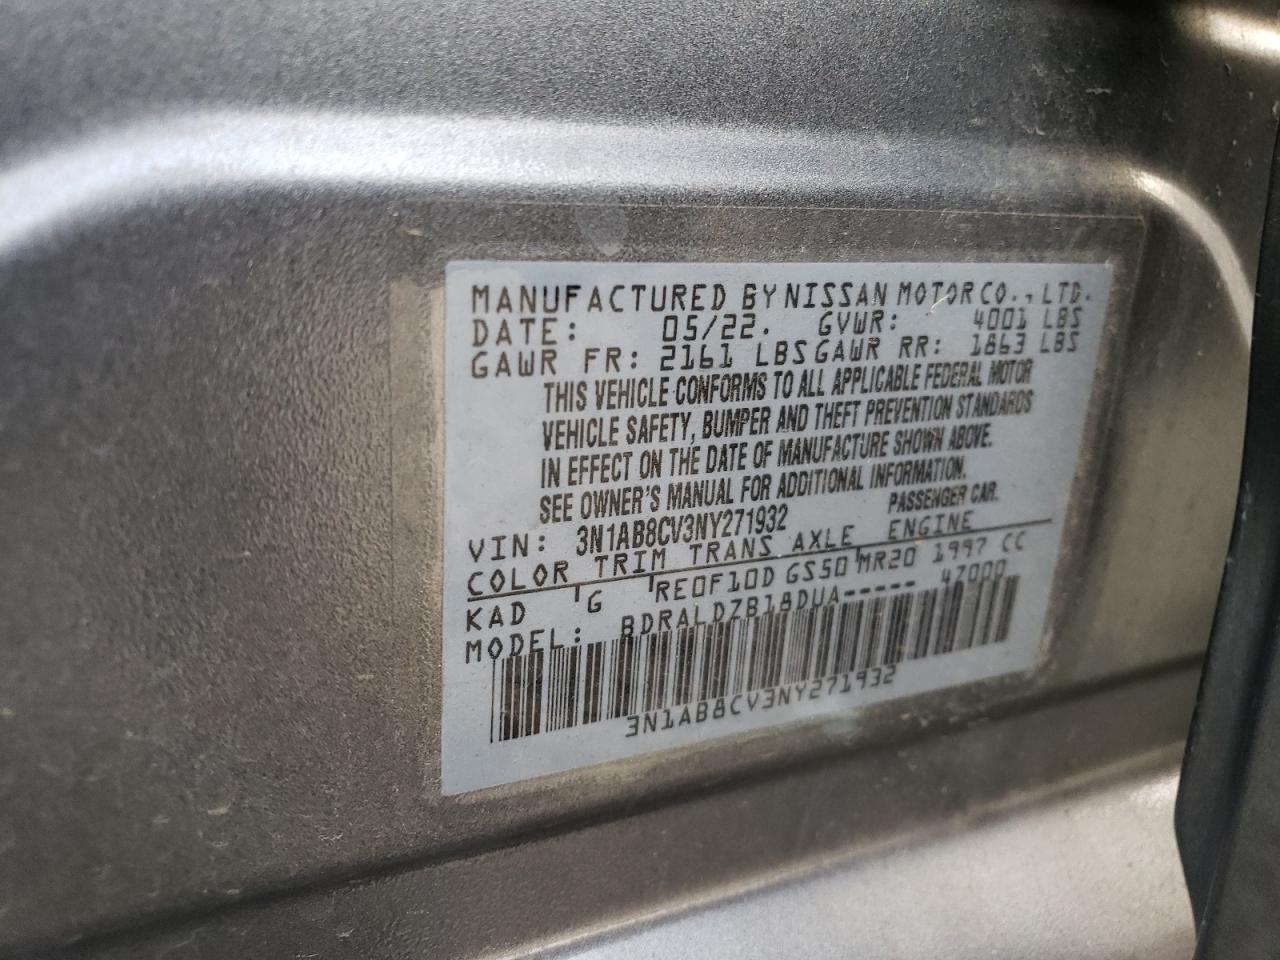 MANUFACTURED BY NISSAN MOTOR CO., LTD.
DATE: 05/22. GVWR: 4001 LBS
GAWR FR: 2161 LBS GAWR RR: 1863 LBS
THIS VEHICLE CONFORMS TO ALL APPLICABLE FEDERAL MOTOR
VEHICLE SAFETY, BUMPER AND THEFT PREVENTION STANDARDS
IN EFFECT ON THE DATE OF MANUFACTURE SHOWN ABOVE.
SEE OWNER'S MANUAL FOR ADDITIONAL INFORMATION.
VIN: 3N1AB8CV3NY271932 PASSENGER CAR.
COLOR TRIM TRANS AXLE ENGINE
KAD G RE0F10D GS50 MR20 1997 CC
MODEL: BDRALDZB18DUA----- 47000
3N1AB8CV3NY271932